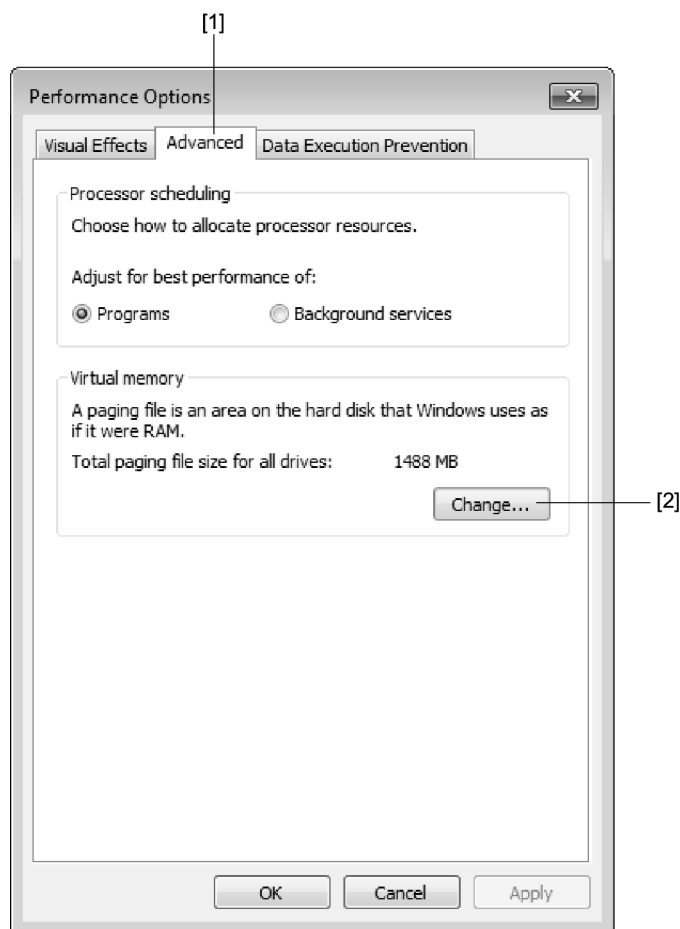 [1]
Performance Options
Visual Effects Advanced Data Execution Prevention
Processor scheduling
Choose how to allocate processor resources.
Adjust for best performance of:
Programs Background services
Virtual memory
A paging file is an area on the hard disk that Windows uses as
if it were RAM.
Total paging file size for all drives: 1488 MB
Change... [2]
OK Cancel Apply